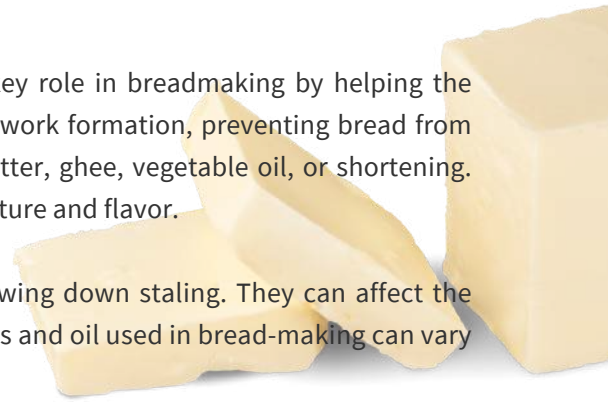 ey role in breadmaking by helping the
work formation, preventing bread from
tter, ghee, vegetable oil, or shortening.
ture and flavor.
wing down staling. They can affect the
s and oil used in bread-making can vary